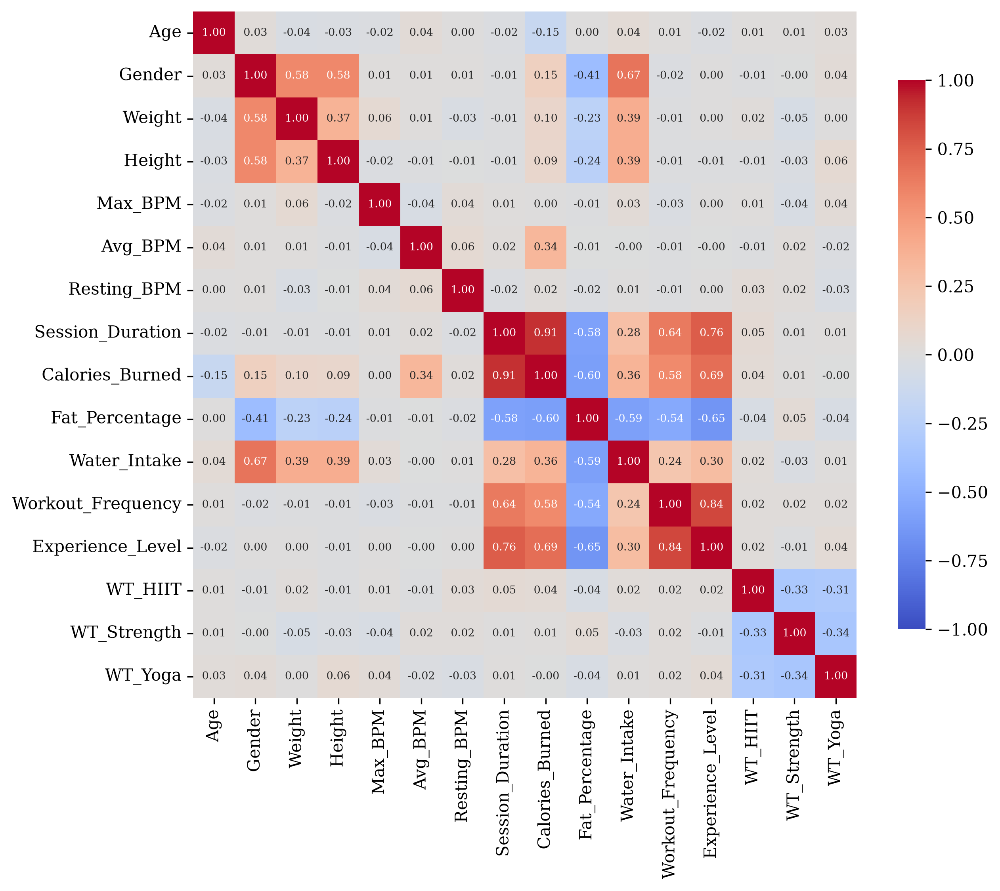 Age 1.00 0.03 -0.04 -0.03 -0.02 0.04 0.00 -0.02 -0.15 0.00 0.04 0.01 -0.02 0.01 0.01 0.03
Gender 0.03 1.00 0.58 0.58 0.01 0.01 0.01 -0.01 0.15 -0.41 0.67 -0.02 0.00 -0.01 -0.00 0.04
Weight -0.04 0.58 1.00 0.37 0.06 0.01 -0.03 -0.01 0.10 -0.23 0.39 -0.01 0.00 0.02 -0.05 0.00
Height -0.03 0.58 0.37 1.00 -0.02 -0.01 -0.01 -0.01 0.09 -0.24 0.39 -0.01 -0.01 -0.01 -0.03 0.06
Max_BPM -0.02 0.01 0.06 -0.02 1.00 -0.04 0.04 0.01 0.00 -0.01 0.03 -0.03 0.00 0.01 -0.04 0.04
Avg_BPM 0.04 0.01 0.01 -0.01 -0.04 1.00 0.06 0.02 0.34 -0.01 -0.00 -0.01 -0.00 -0.01 0.02 -0.02
Resting_BPM 0.00 0.01 -0.03 -0.01 0.04 0.06 1.00 -0.02 0.02 -0.02 0.01 -0.01 0.00 0.03 0.02 -0.03
Session_Duration -0.02 -0.01 -0.01 -0.01 0.01 0.02 -0.02 1.00 0.91 -0.58 0.28 0.64 0.76 0.05 0.01 0.01
Calories_Burned -0.15 0.15 0.10 0.09 0.00 0.34 0.02 0.91 1.00 -0.60 0.36 0.58 0.69 0.04 0.01 -0.00
Fat_Percentage 0.00 -0.41 -0.23 -0.24 -0.01 -0.01 -0.02 -0.58 -0.60 1.00 -0.59 -0.54 -0.65 -0.04 0.05 -0.04
Water_Intake 0.04 0.67 0.39 0.39 0.03 -0.00 0.01 0.28 0.36 -0.59 1.00 0.24 0.30 0.02 -0.03 0.01
Workout_Frequency 0.01 -0.02 -0.01 -0.01 -0.03 -0.01 -0.01 0.64 0.58 -0.54 0.24 1.00 0.84 0.02 0.02 0.02
Experience_Level -0.02 0.00 0.00 -0.01 0.00 -0.00 0.00 0.76 0.69 -0.65 0.30 0.84 1.00 0.02 -0.01 0.04
WT_HIIT 0.01 -0.01 0.02 -0.01 0.01 -0.01 0.03 0.05 0.04 -0.04 0.02 0.02 0.02 1.00 -0.33 -0.31
WT_Strength 0.01 -0.00 -0.05 -0.03 -0.04 0.02 0.02 0.01 0.01 0.05 -0.03 0.02 -0.01 -0.33 1.00 -0.34
WT_Yoga 0.03 0.04 0.00 0.06 0.04 -0.02 -0.03 0.01 -0.00 -0.04 0.01 0.02 0.04 -0.31 -0.34 1.00
Age
Gender
Weight
Height
Max_BPM
Avg_BPM
Resting_BPM
Session_Duration
Calories_Burned
Fat_Percentage
Water_Intake
Workout_Frequency
Experience_Level
WT_HIIT
WT_Strength
WT_Yoga
1.00
0.75
0.50
0.25
0.00
−0.25
−0.50
−0.75
−1.00